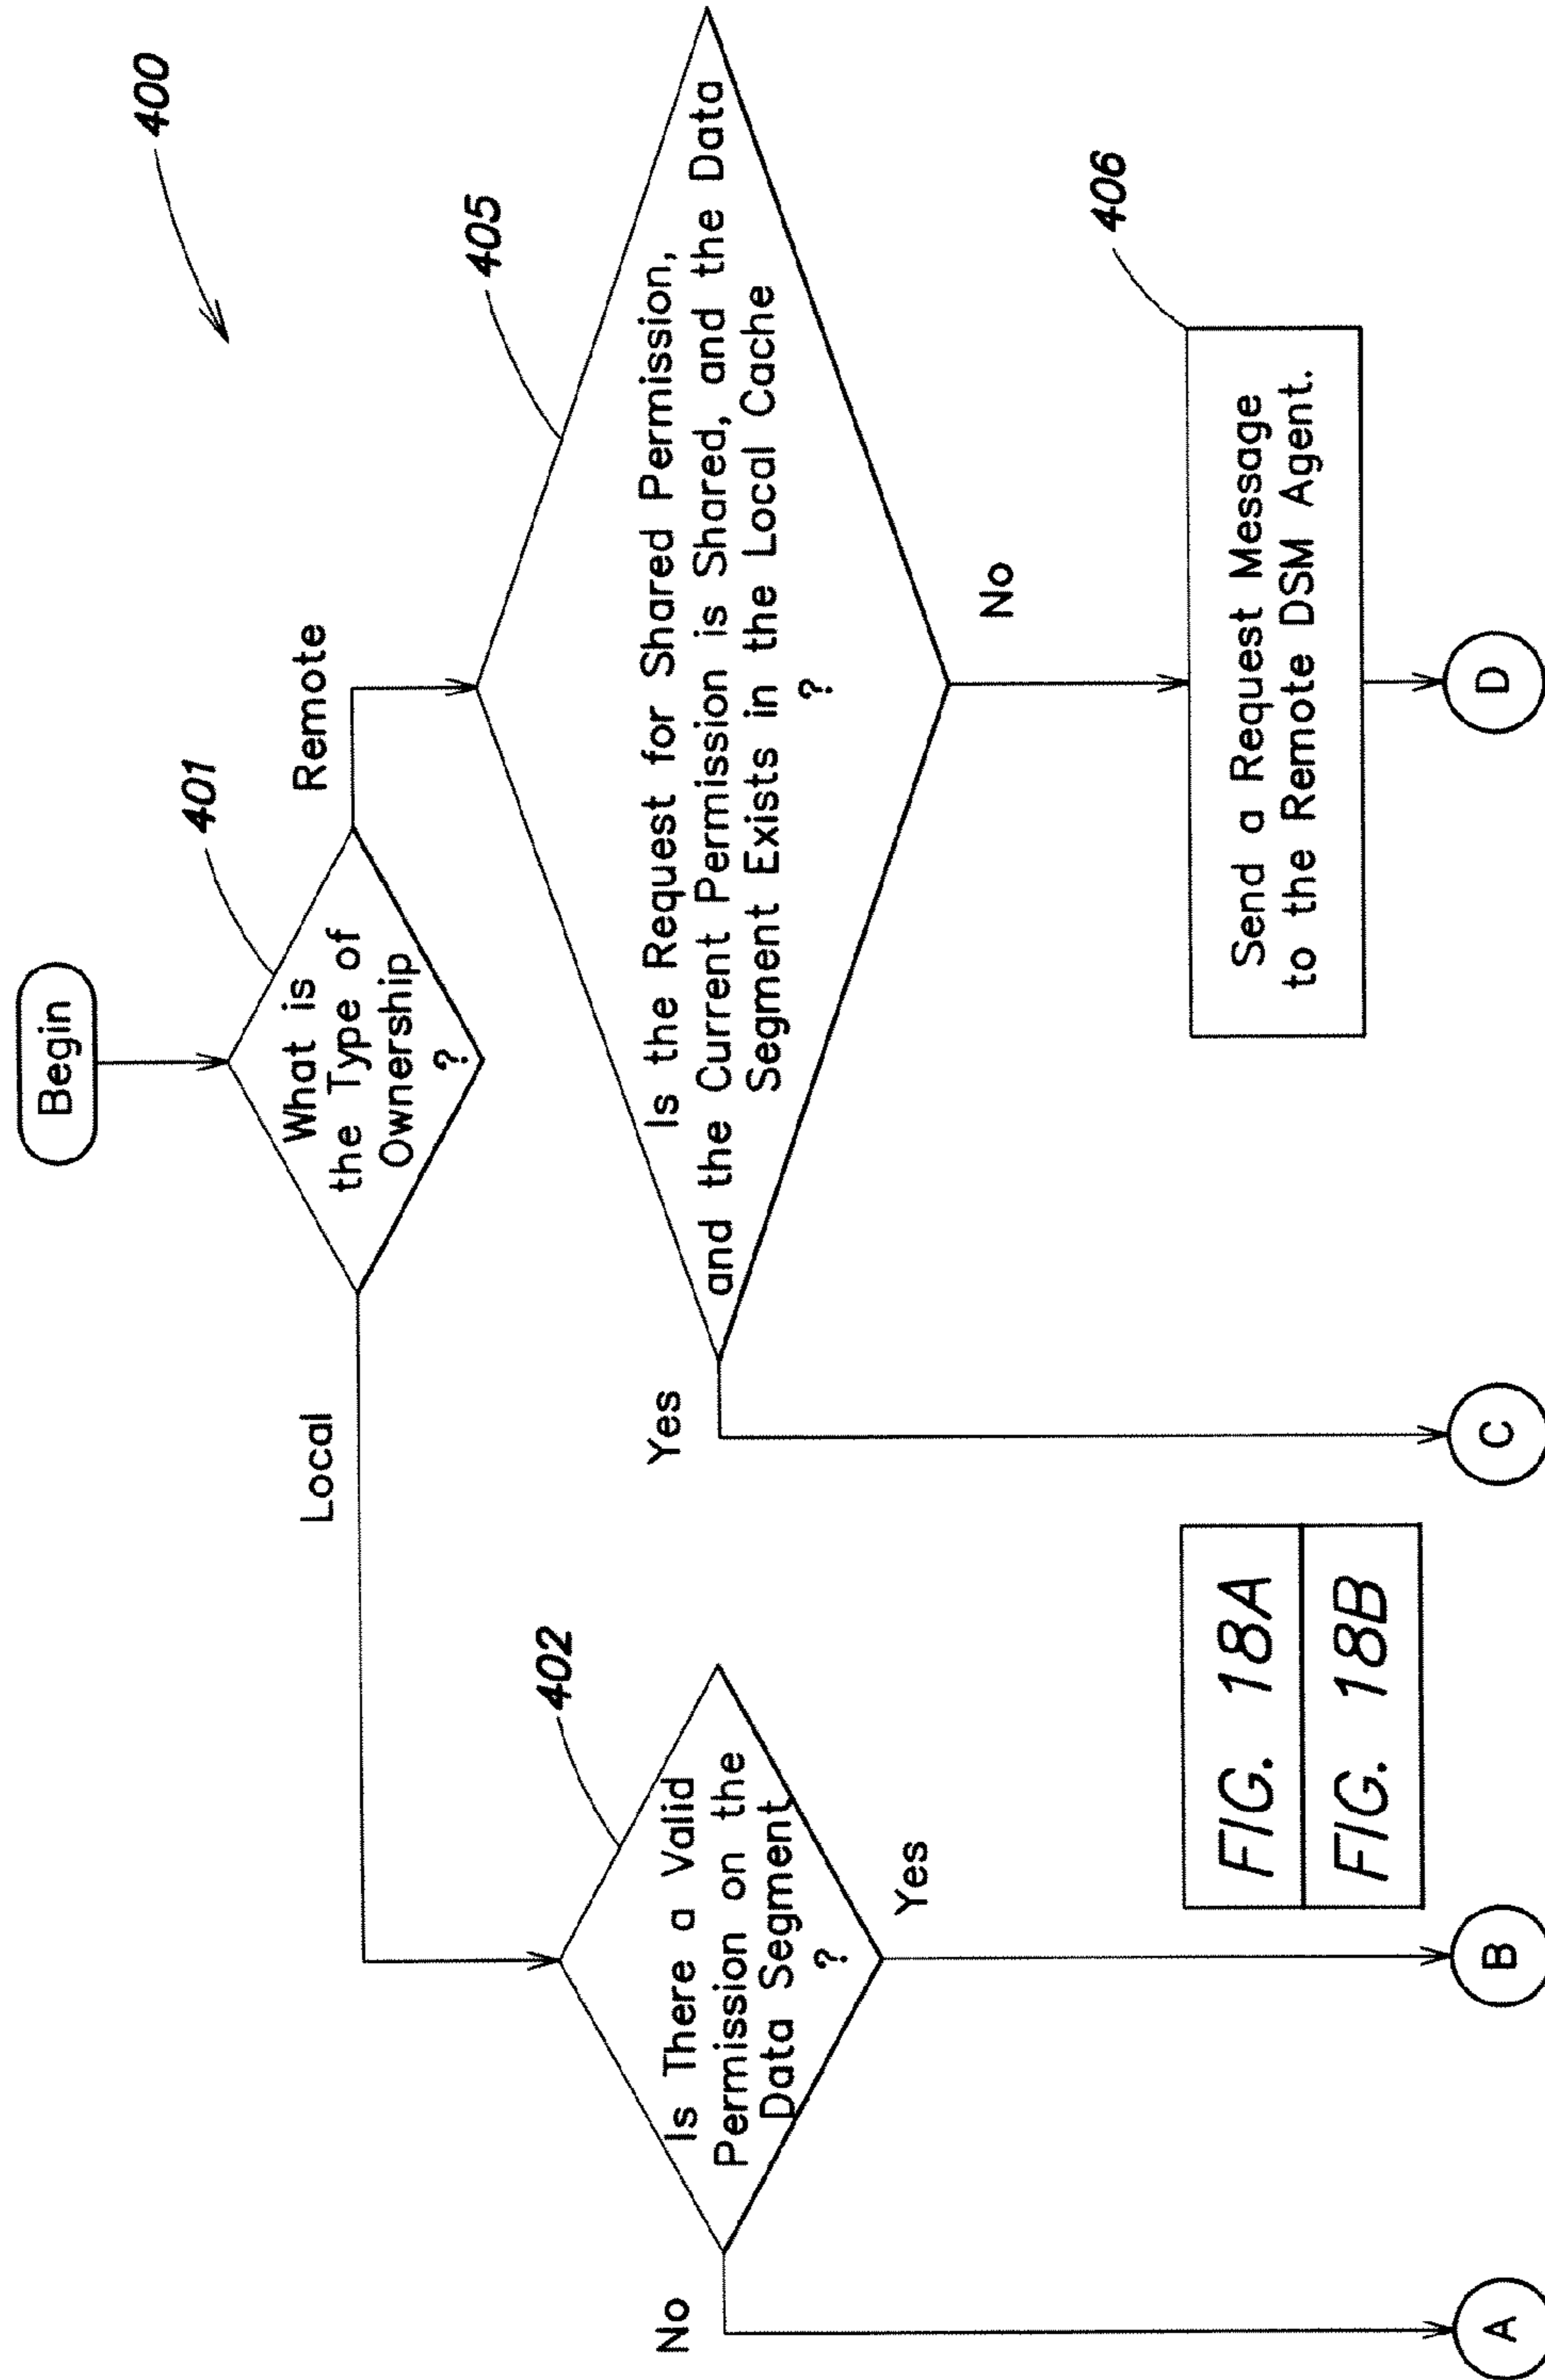 400
Begin
401
What is
the Type of
Ownership
?
Local
Remote
402
Is There a Valid
Permission on the
Data Segment
?
No
Yes
405
Is the Request for Shared Permission,
and the Current Permission is Shared, and the Data
Segment Exists in the Local Cache
?
Yes
No
406
Send a Request Message
to the Remote DSM Agent.
FIG. 18A
FIG. 18B
A
B
C
D